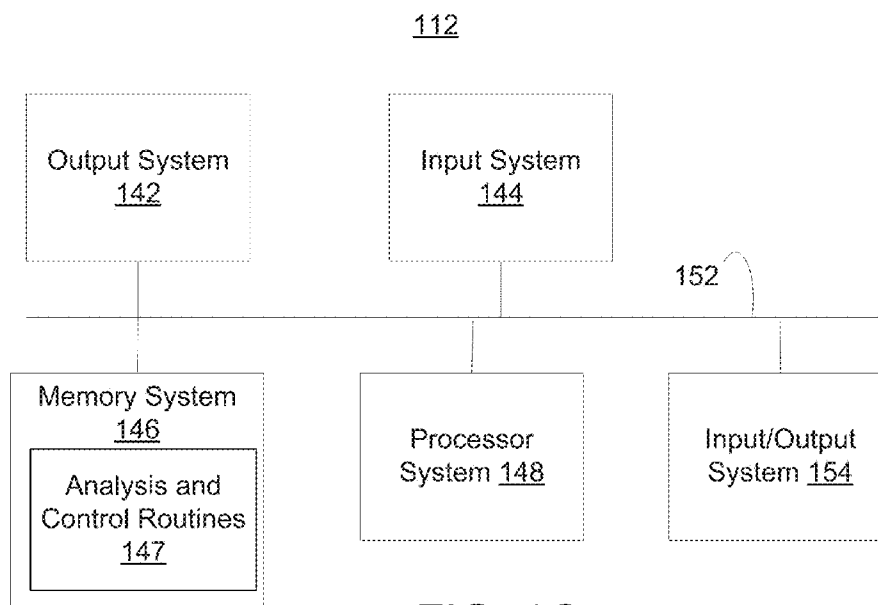 112
Output System
142
Input System
144
152
Memory System
146
Analysis and
Control Routines
147
Processor
System 148
Input/Output
System 154